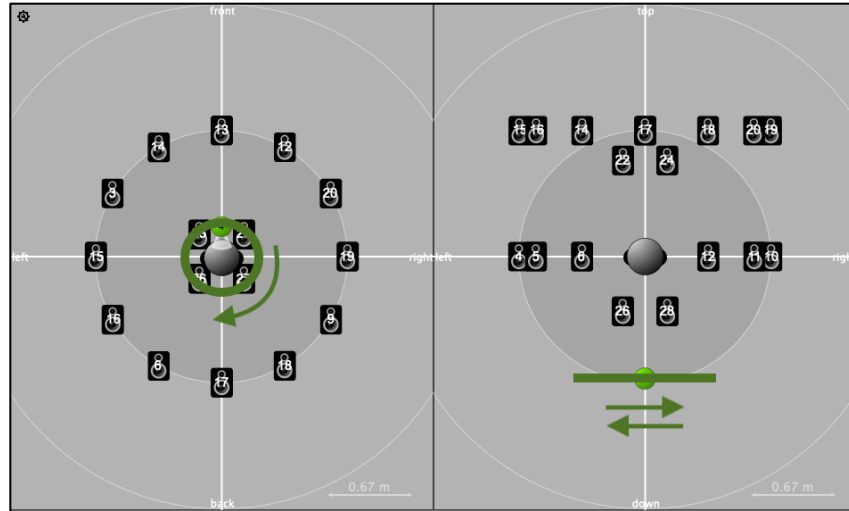 front
13
14 12
3 20
left 15 19 right
16 9
6 18
17
0.67 m
back
top
15 16 14 17 18 20 19
22 24
left 4 5 6 12 11 10
26 28
0.67 m
down